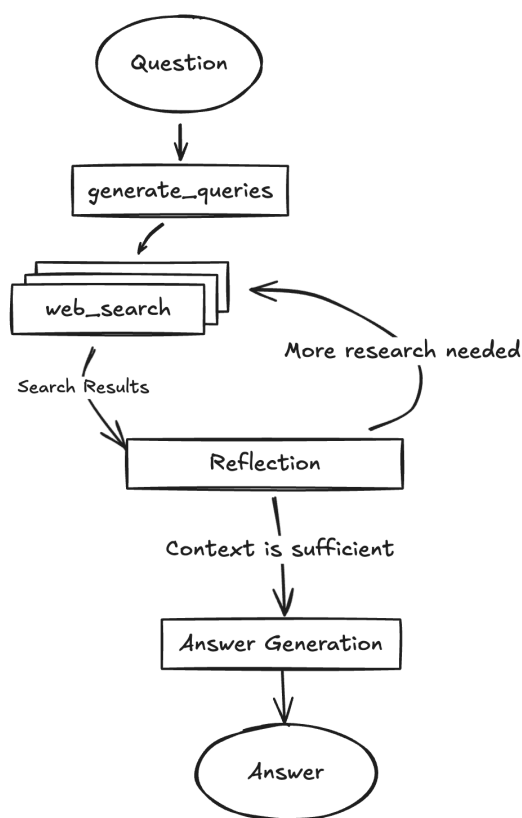 Question
generate_queries
web_search
More research needed
Search Results
Reflection
Context is sufficient
Answer Generation
Answer